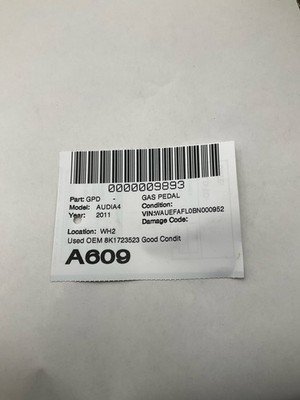 0000009893
Part: GPD - GAS PEDAL
Model: AUDIA4 Condition:
Year: 2011 VIN:WAUEFAFL0BN000952
Damage Code:
Location: WH2
Used OEM 8K1723523 Good Condit
A609